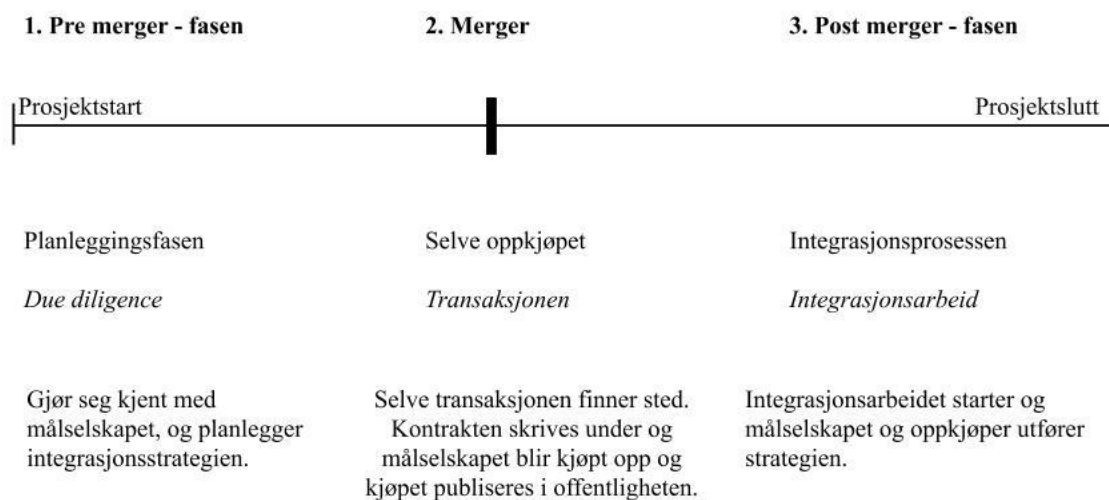 1. Pre merger - fasen
2. Merger
3. Post merger - fasen
Prosjektstart
Prosjektslutt
Planleggingsfasen
Selve oppkjøpet
Integrasjonsprosessen
Due diligence
Transaksjonen
Integrasjonsarbeid
Gjør seg kjent med
målselskapet, og planlegger
integrasjonsstrategien.
Selve transaksjonen finner sted.
Kontrakten skrives under og
målselskapet blir kjøpt opp og
kjøpet publiseres i offentligheten.
Integrasjonsarbeidet starter og
målselskapet og oppkjøper utfører
strategien.